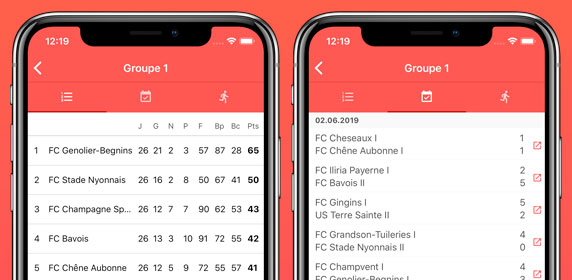 12:19
Groupe 1
J G N P F Bp Bc Pts
1 FC Genolier-Begnins 26 21 2 3 57 87 28 65
2 FC Stade Nyonnais 26 16 2 8 50 67 41 50
3 FC Champagne Sp... 26 12 7 7 90 62 53 43
4 FC Bavois 26 13 3 10 91 72 55 42
FC Chêne Aubonne 26 12 5 9 72 55 57 41
12:19
Groupe 1
02.06.2019
FC Cheseaux I 1
FC Chêne Aubonne I 1
FC Iliria Payerne I 2
FC Bavois II 5
FC Gingins I 5
US Terre Sainte II 2
FC Grandson-Tuileries I 4
FC Stade Nyonnais II 0
FC Champvent I 4
FC Genolier-Begnins I 3